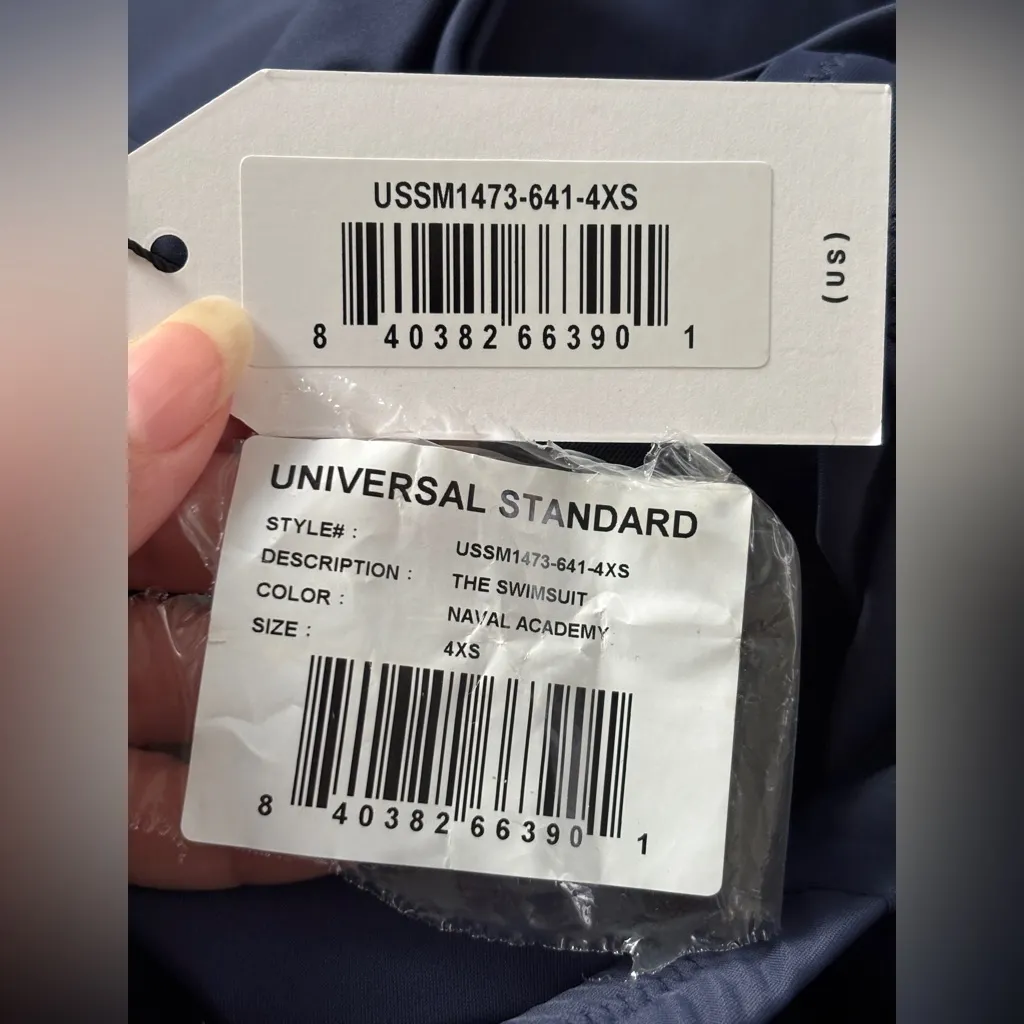 USSM1473-641-4XS
8 40382 66390 1
(US)
UNIVERSAL STANDARD
STYLE# : USSM1473-641-4XS
DESCRIPTION : THE SWIMSUIT
COLOR : NAVAL ACADEMY
SIZE : 4XS
8 40382 66390 1